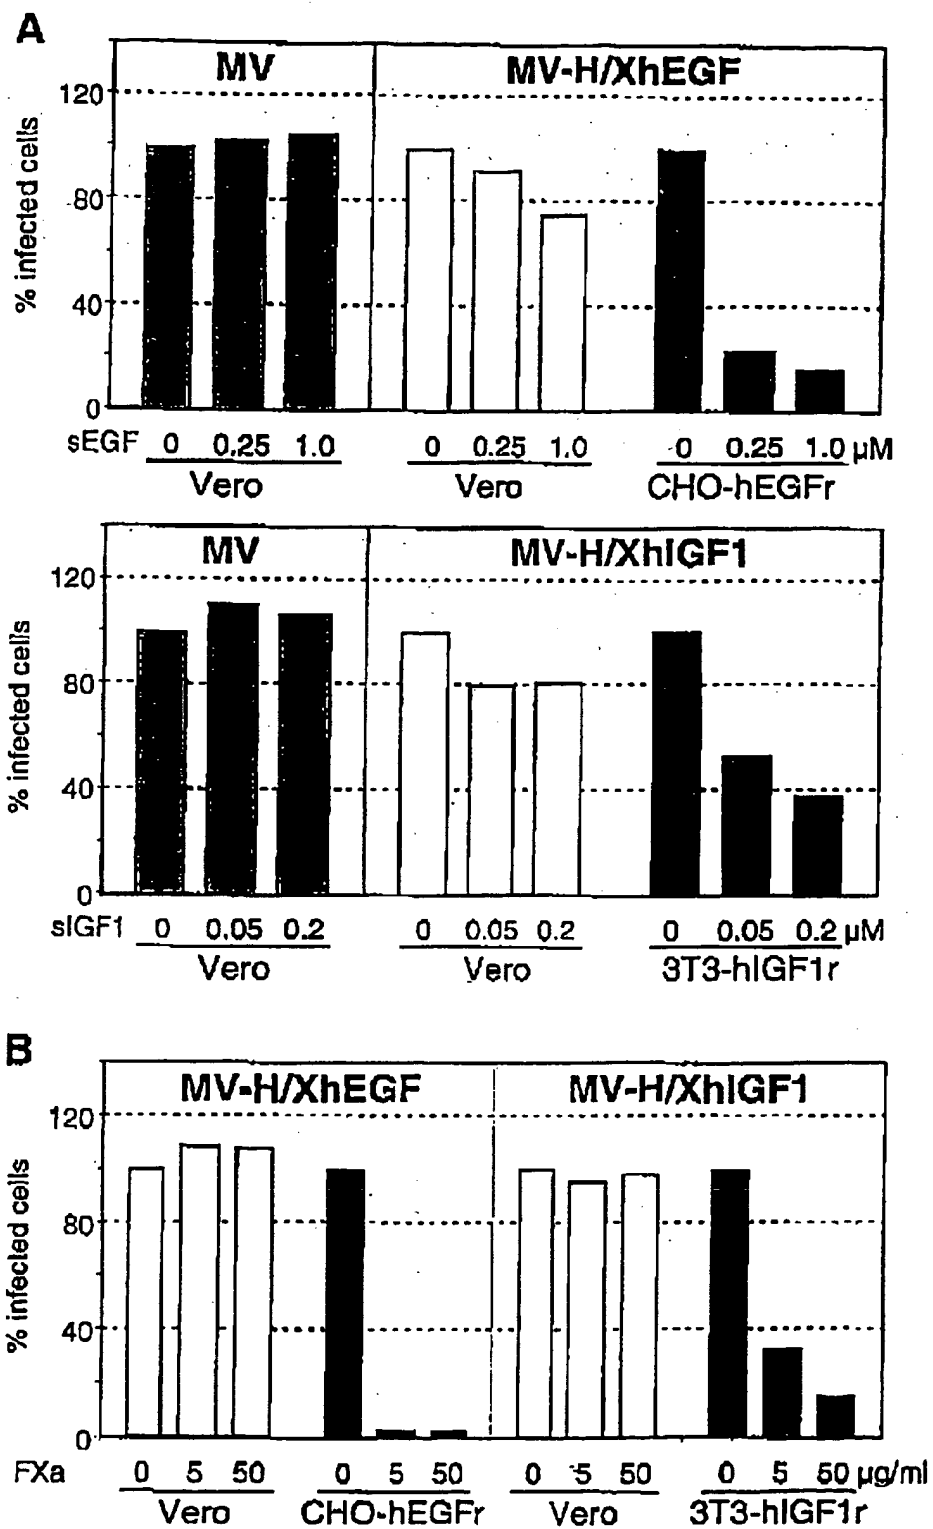 A
MV MV-H/XhEGF
120
80
40
0
% infected cells
sEGF 0 0.25 1.0 0 0.25 1.0 0 0.25 1.0 µM
Vero Vero CHO-hEGFr
MV MV-H/XhIGF1
120
80
40
0
% infected cells
sIGF1 0 0.05 0.2 0 0.05 0.2 0 0.05 0.2 µM
Vero Vero 3T3-hIGF1r
B
MV-H/XhEGF MV-H/XhIGF1
120
80
40
0
% infected cells
FXa 0 5 50 0 5 50 0 5 50 0 5 50 µg/ml
Vero CHO-hEGFr Vero 3T3-hIGF1r